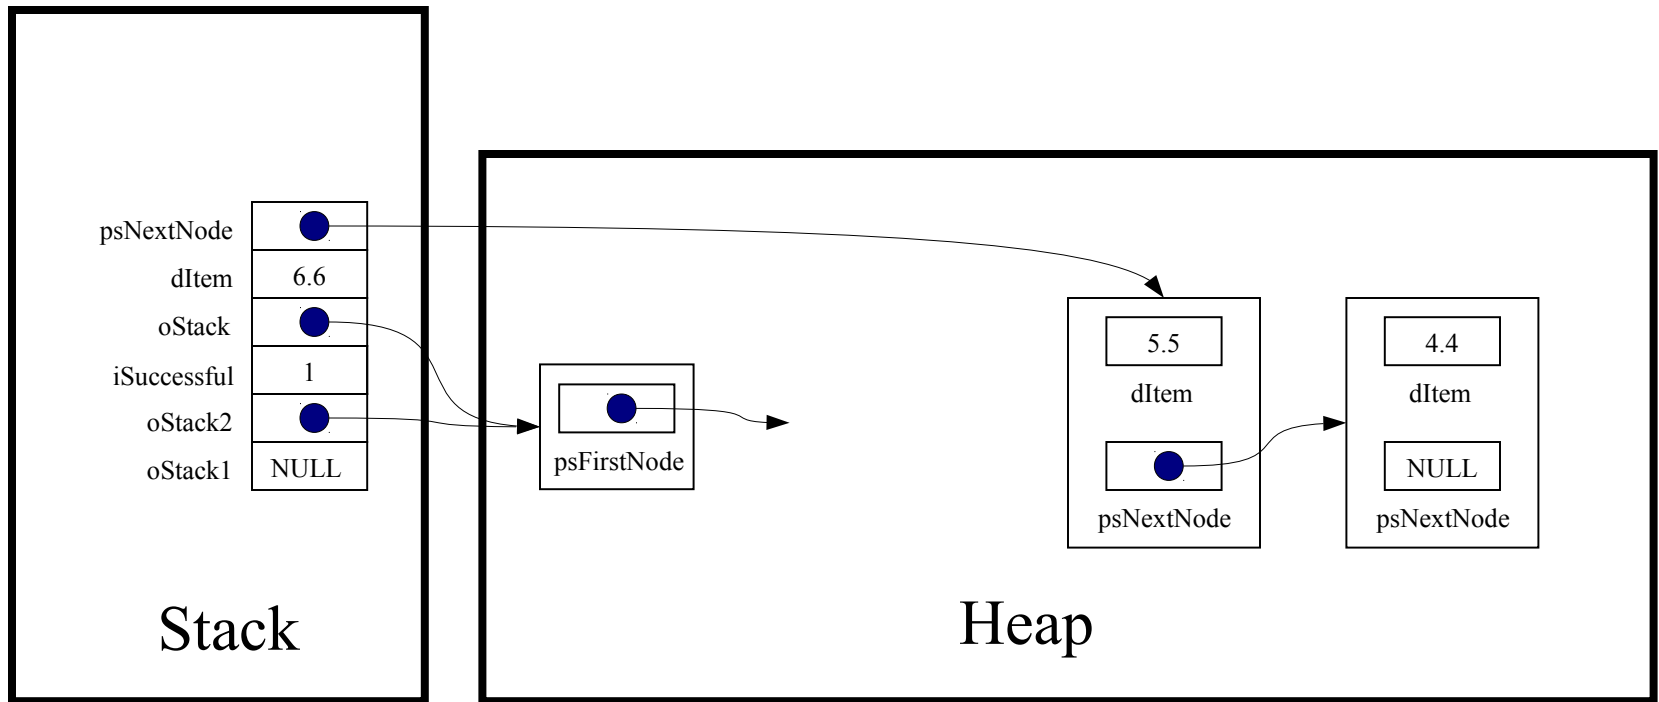 psNextNode
dItem 6.6
oStack
iSuccessful 1
oStack2
oStack1 NULL
Stack
psFirstNode
5.5
dItem
psNextNode
4.4
dItem
NULL
psNextNode
Heap